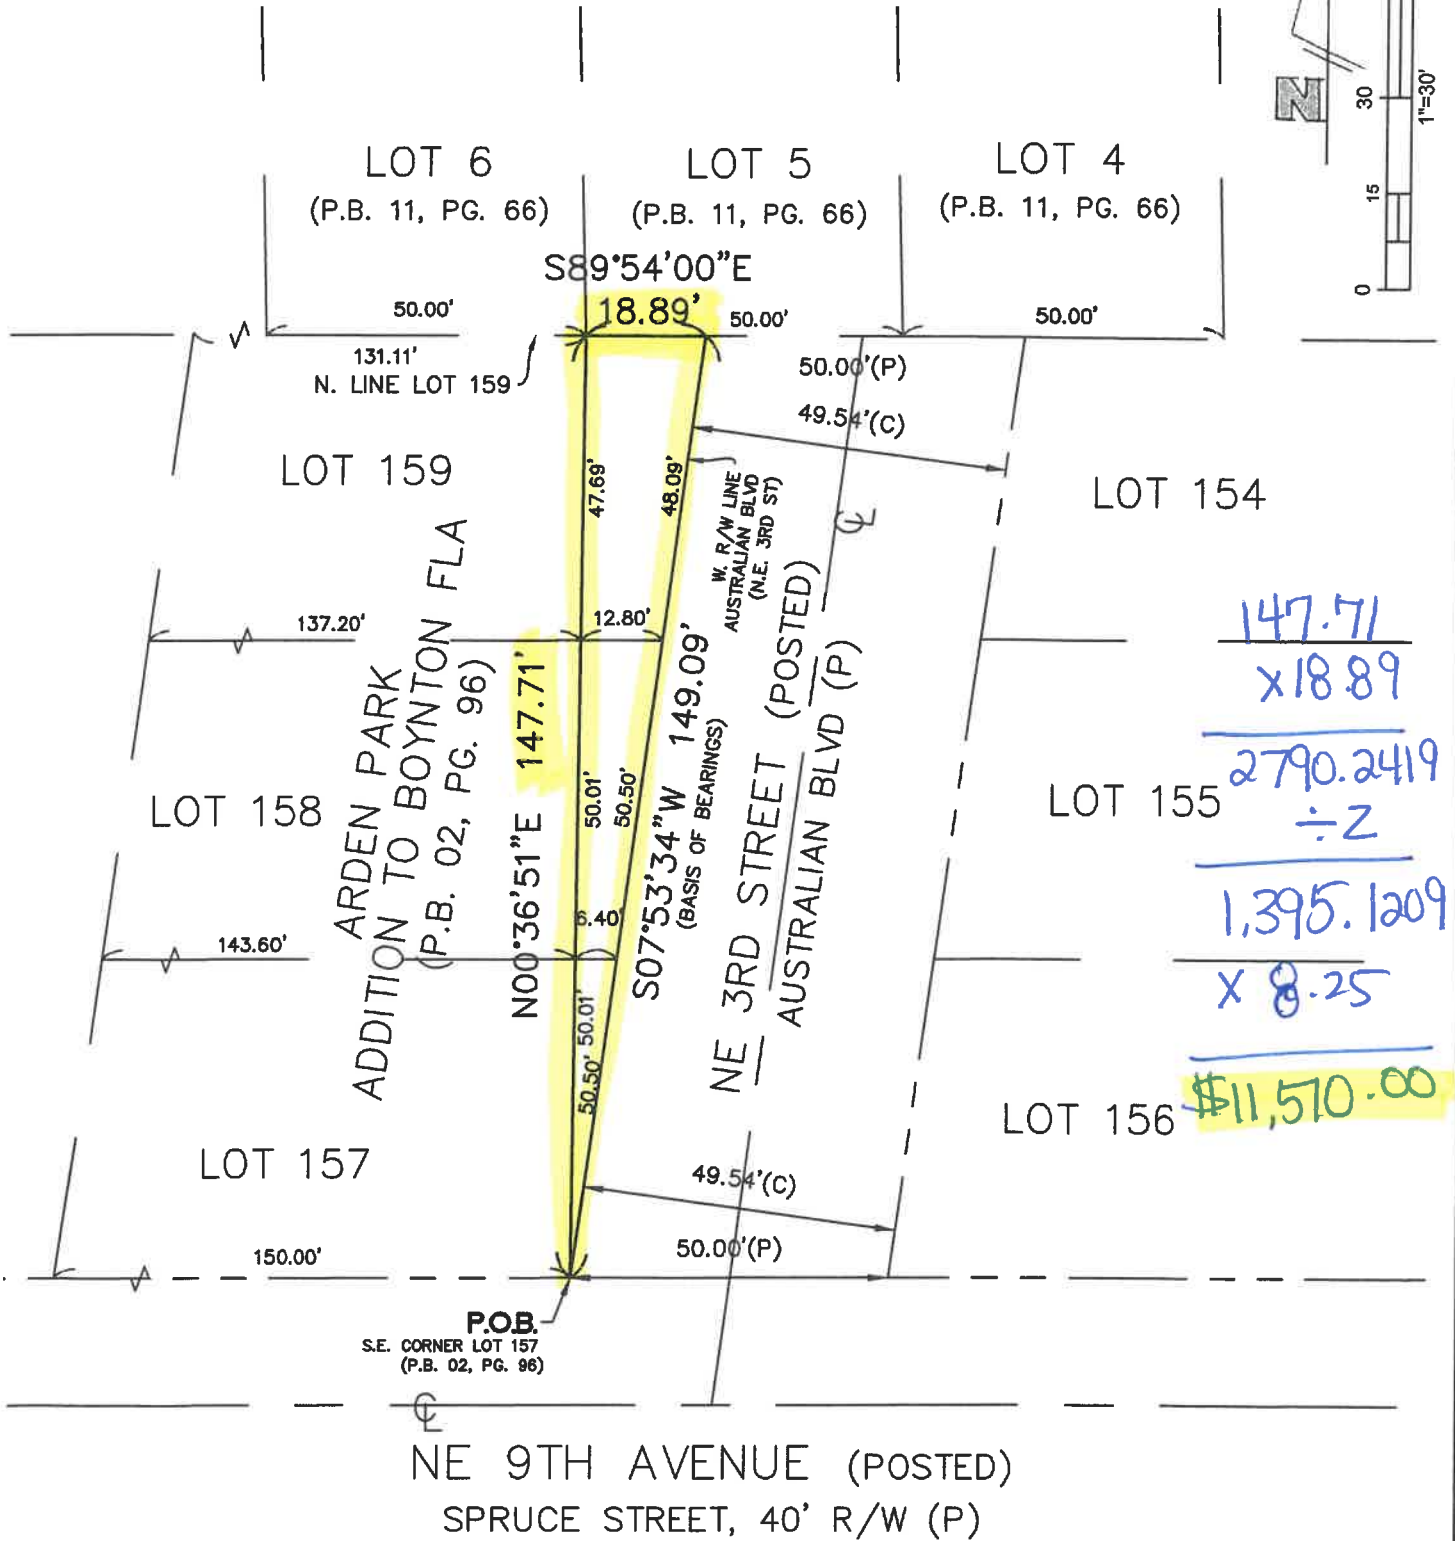 N
30
15
0
1"=30'
LOT 6
(P.B. 11, PG. 66)
LOT 5
(P.B. 11, PG. 66)
LOT 4
(P.B. 11, PG. 66)
S89°54'00"E
18.89'
50.00'
50.00'
50.00'
131.11'
N. LINE LOT 159
50.00'(P)
49.54'(C)
LOT 159
47.69'
48.09'
W. R/W LINE
AUSTRALIAN BLVD
(N.E. 3RD ST)
CL
LOT 154
137.20'
12.80'
ARDEN PARK
ADDITION TO BOYNTON FLA
(P.B. 02, PG. 96)
N00°36'51"E 147.71'
50.01'
50.50'
S07°53'34"W 149.09'
(BASIS OF BEARINGS)
NE 3RD STREET (POSTED)
AUSTRALIAN BLVD (P)
LOT 158
LOT 155
147.71
x18.89
2790.2419
÷2
1,395.1209
x 8.25
$11,570.00
143.60'
6.40'
50.01'
50.50'
LOT 156
LOT 157
49.54'(C)
50.00'(P)
150.00'
P.O.B.
S.E. CORNER LOT 157
(P.B. 02, PG. 96)
CL
NE 9TH AVENUE (POSTED)
SPRUCE STREET, 40' R/W (P)